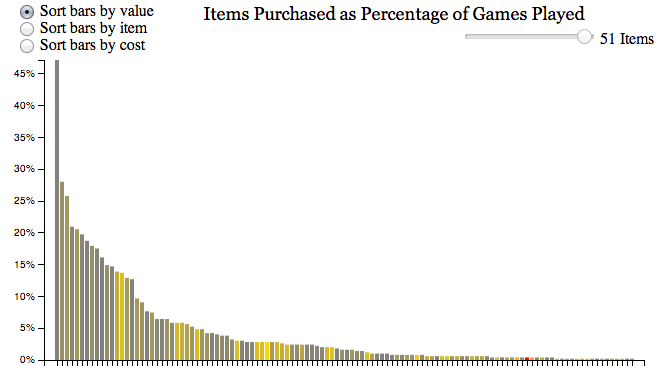 Sort bars by value
Sort bars by item
Sort bars by cost
Items Purchased as Percentage of Games Played
51 Items
45%
40%
35%
30%
25%
20%
15%
10%
5%
0%